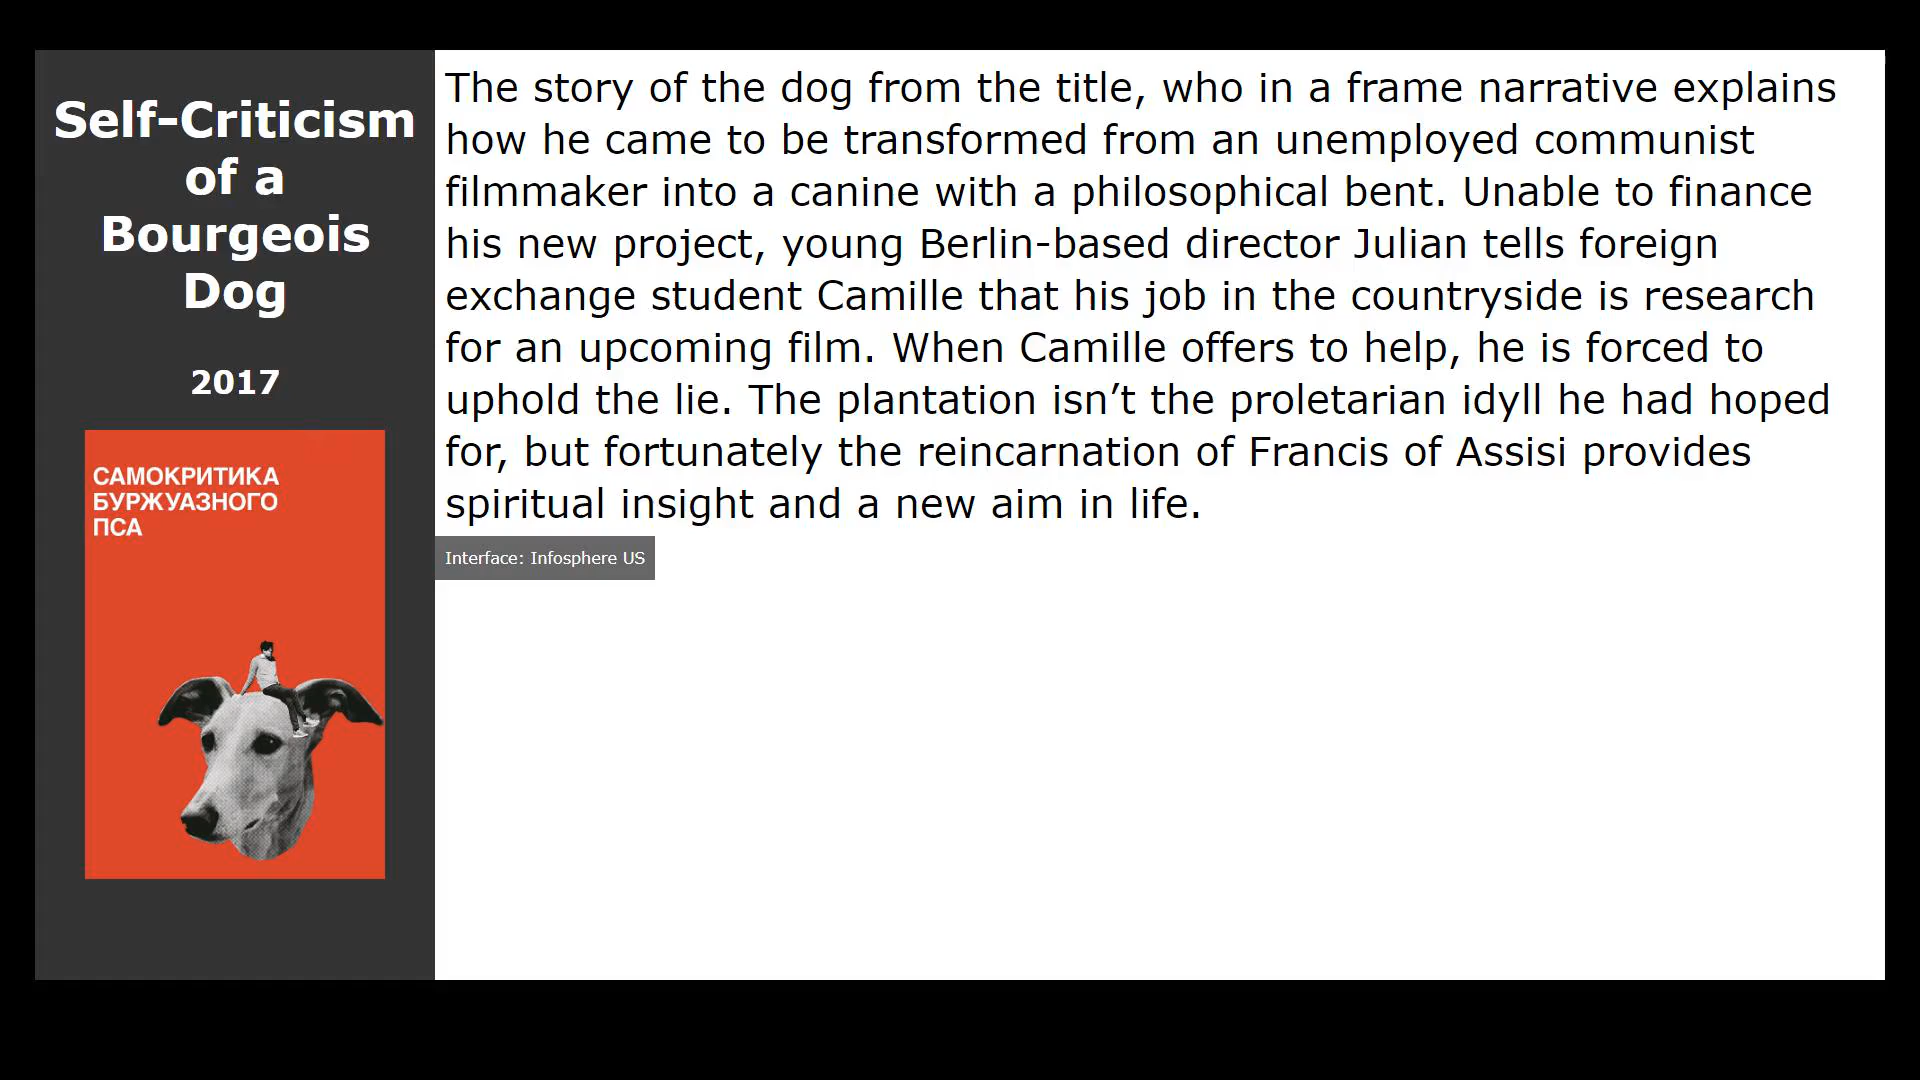 Self-Criticism
of a
Bourgeois
Dog
2017
САМОКРИТИКА
БУРЖУАЗНОГО
ПСА
The story of the dog from the title, who in a frame narrative explains
how he came to be transformed from an unemployed communist
filmmaker into a canine with a philosophical bent. Unable to finance
his new project, young Berlin-based director Julian tells foreign
exchange student Camille that his job in the countryside is research
for an upcoming film. When Camille offers to help, he is forced to
uphold the lie. The plantation isn’t the proletarian idyll he had hoped
for, but fortunately the reincarnation of Francis of Assisi provides
spiritual insight and a new aim in life.
Interface: Infosphere US